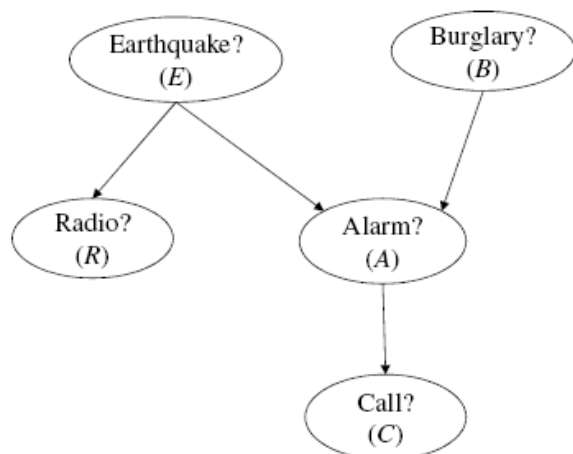 Earthquake?
(E)
Burglary?
(B)
Radio?
(R)
Alarm?
(A)
Call?
(C)